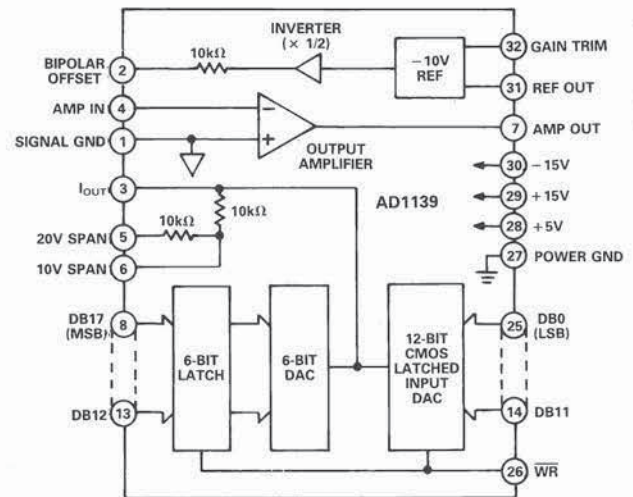 INVERTER
(× 1/2)
10kΩ
BIPOLAR
OFFSET
2
−10V
REF
32
GAIN TRIM
31
REF OUT
AMP IN
4
−
SIGNAL GND
1
+
OUTPUT
AMPLIFIER
7
AMP OUT
30
−15V
IOUT
3
AD1139
29
+15V
10kΩ
10kΩ
20V SPAN
5
28
+5V
10V SPAN
6
27
POWER GND
DB17
(MSB)
8
6-BIT
LATCH
6-BIT
DAC
12-BIT
CMOS
LATCHED
INPUT
DAC
25
DB0
(LSB)
DB12
13
14
DB11
26
WR